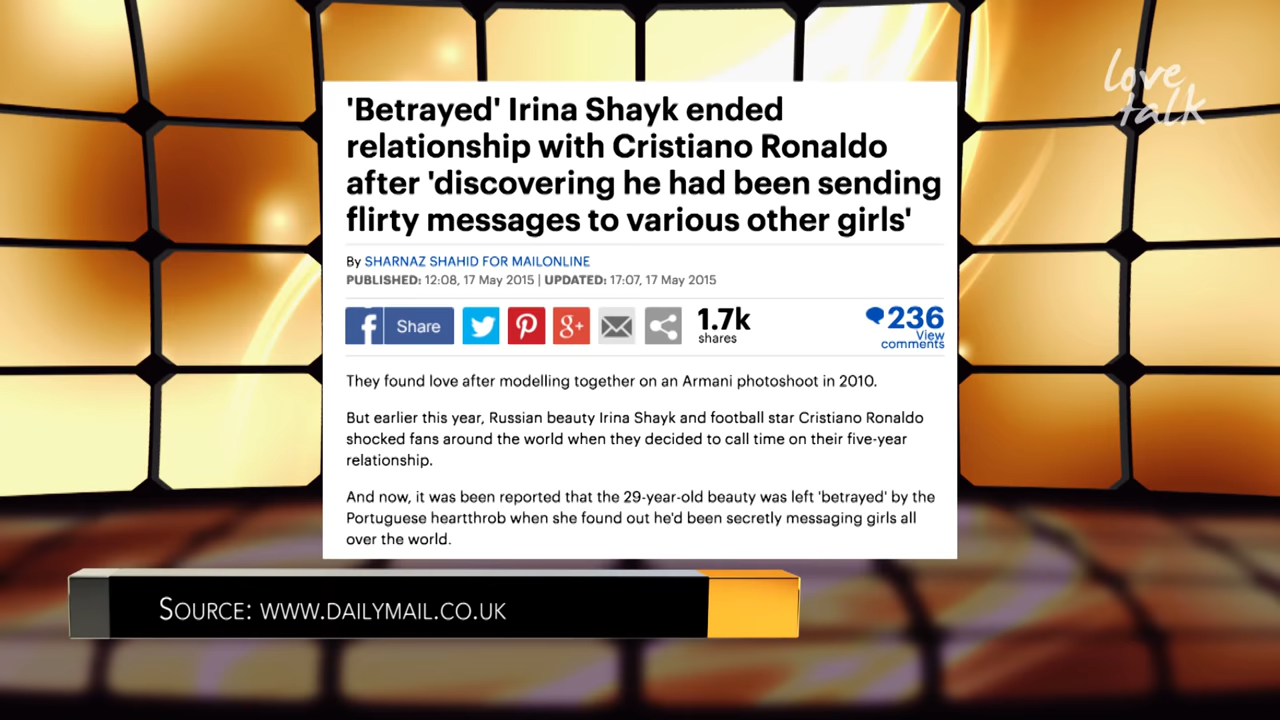 love
talk
'Betrayed' Irina Shayk ended
relationship with Cristiano Ronaldo
after 'discovering he had been sending
flirty messages to various other girls'
By SHARNAZ SHAHID FOR MAILONLINE
PUBLISHED: 12:08, 17 May 2015 | UPDATED: 17:07, 17 May 2015
f Share
g+
1.7k
shares
236
View
comments
They found love after modelling together on an Armani photoshoot in 2010.
But earlier this year, Russian beauty Irina Shayk and football star Cristiano Ronaldo
shocked fans around the world when they decided to call time on their five-year
relationship.
And now, it was been reported that the 29-year-old beauty was left 'betrayed' by the
Portuguese heartthrob when she found out he'd been secretly messaging girls all
over the world.
SOURCE: WWW.DAILYMAIL.CO.UK